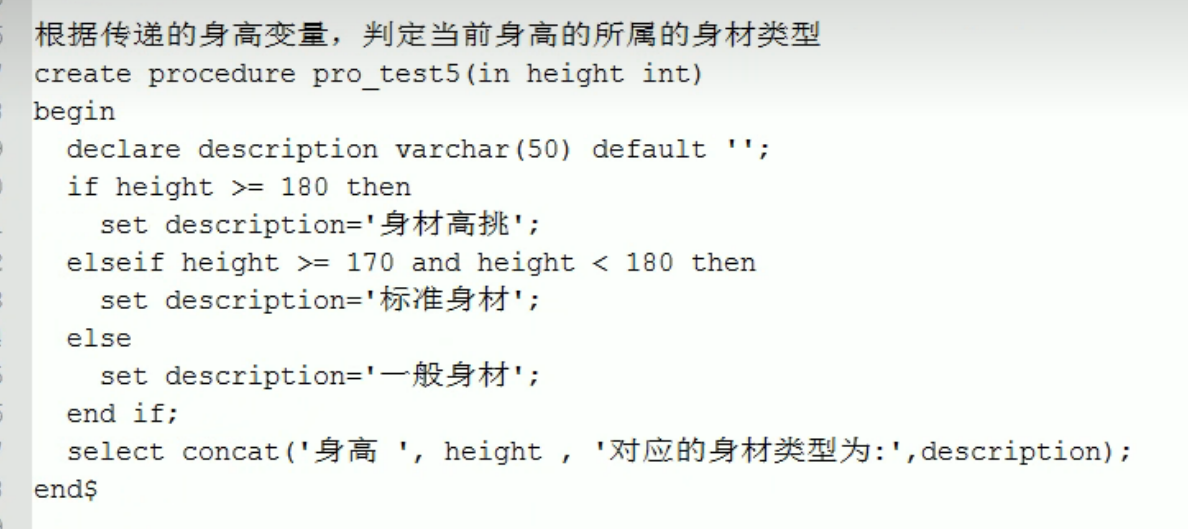 根据传递的身高变量，判定当前身高的所属的身材类型
create procedure pro_test5(in height int)
begin
  declare description varchar(50) default '';
  if height >= 180 then
    set description='身材高挑';
  elseif height >= 170 and height < 180 then
    set description='标准身材';
  else
    set description='一般身材';
  end if;
  select concat('身高 ', height , '对应的身材类型为:',description);
end$